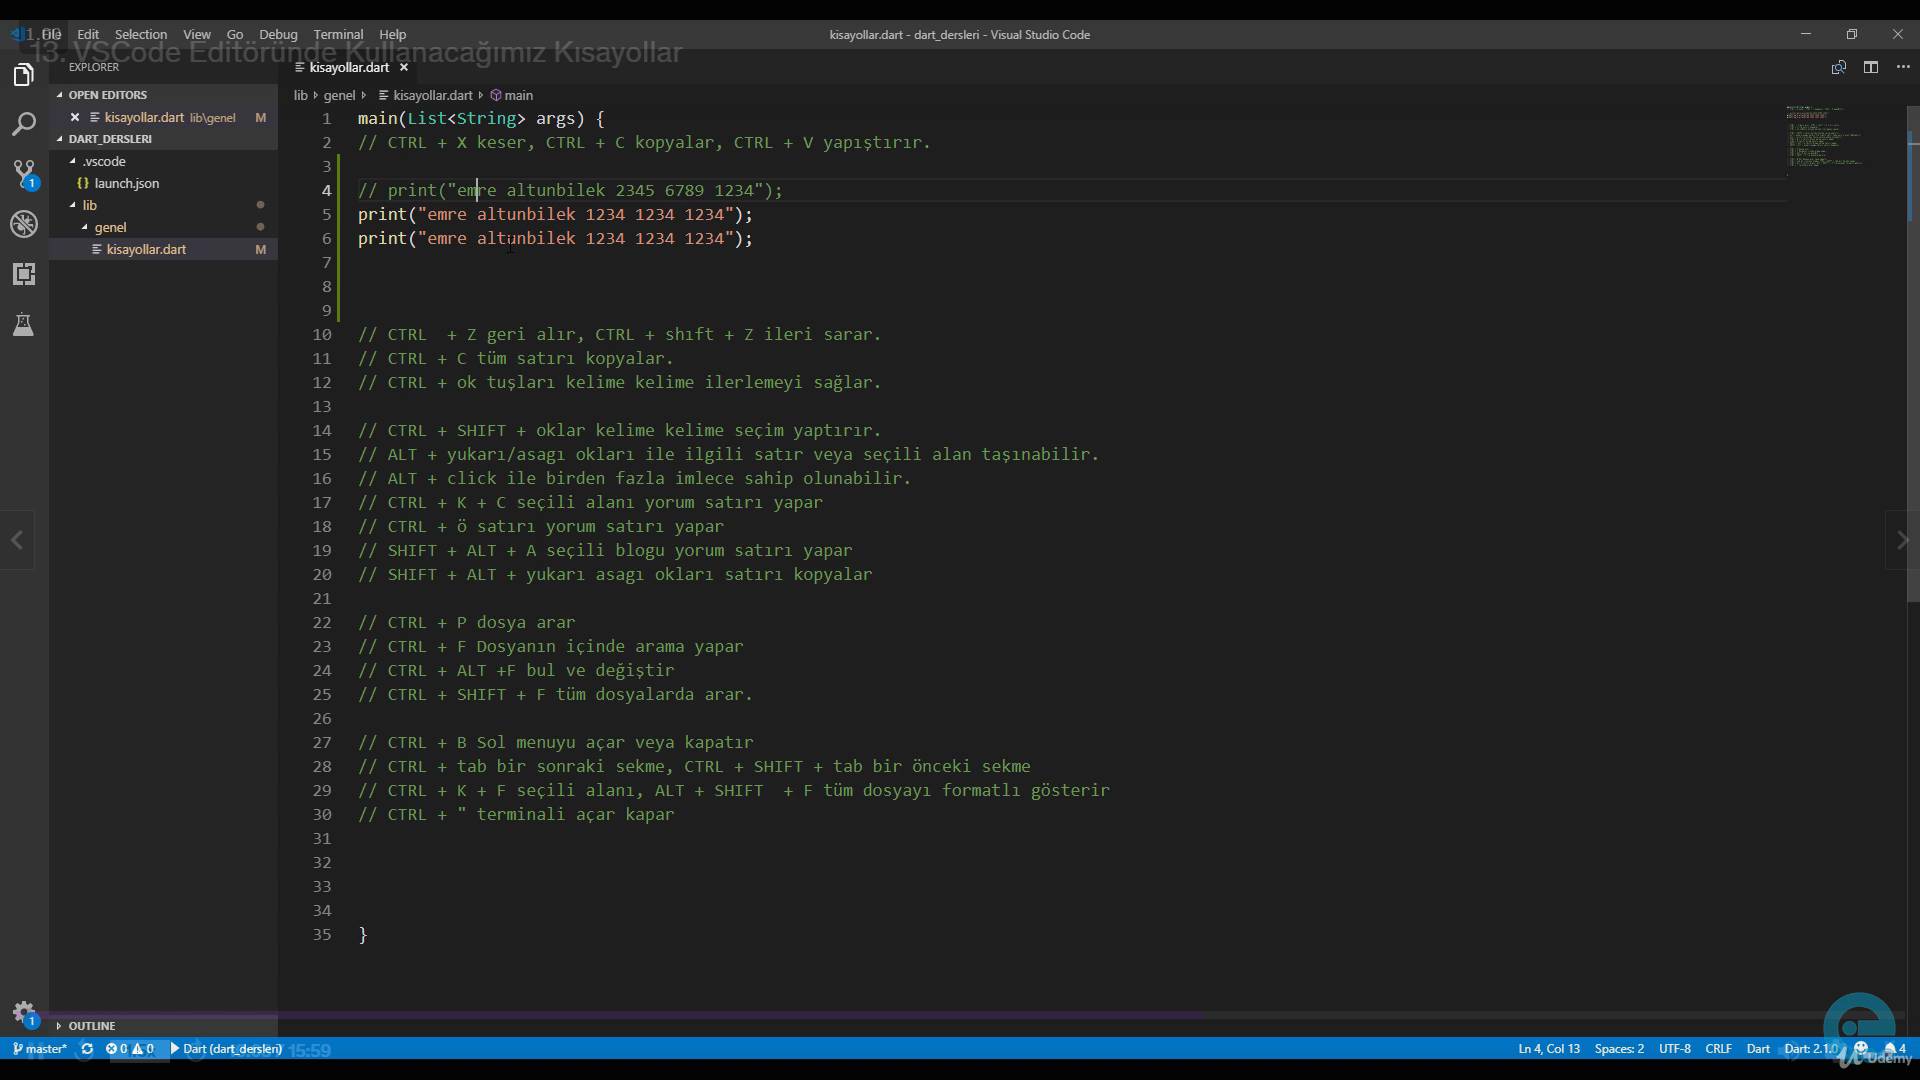 1.00
File Edit Selection View Go Debug Terminal Help
kisayollar.dart - dart_dersleri - Visual Studio Code
13. VSCode Editöründe Kullanacağımız Kısayollar
EXPLORER
kisayollar.dart
OPEN EDITORS
kisayollar.dart lib\genel M
DART_DERSLERI
.vscode
{} launch.json
lib
genel
kisayollar.dart M
OUTLINE
lib genel kisayollar.dart main
1 main(List<String> args) {
2 // CTRL + X keser, CTRL + C kopyalar, CTRL + V yapıştırır.
3
4 // print("emre altunbilek 2345 6789 1234");
5 print("emre altunbilek 1234 1234 1234");
6 print("emre altunbilek 1234 1234 1234");
7
8
9
10 // CTRL  + Z geri alır, CTRL + shıft + Z ileri sarar.
11 // CTRL + C tüm satırı kopyalar.
12 // CTRL + ok tuşları kelime kelime ilerlemeyi sağlar.
13
14 // CTRL + SHIFT + oklar kelime kelime seçim yaptırır.
15 // ALT + yukarı/asagı okları ile ilgili satır veya seçili alan taşınabilir.
16 // ALT + click ile birden fazla imlece sahip olunabilir.
17 // CTRL + K + C seçili alanı yorum satırı yapar
18 // CTRL + ö satırı yorum satırı yapar
19 // SHIFT + ALT + A seçili blogu yorum satırı yapar
20 // SHIFT + ALT + yukarı asagı okları satırı kopyalar
21
22 // CTRL + P dosya arar
23 // CTRL + F Dosyanın içinde arama yapar
24 // CTRL + ALT +F bul ve değiştir
25 // CTRL + SHIFT + F tüm dosyalarda arar.
26
27 // CTRL + B Sol menuyu açar veya kapatır
28 // CTRL + tab bir sonraki sekme, CTRL + SHIFT + tab bir önceki sekme
29 // CTRL + K + F seçili alanı, ALT + SHIFT  + F tüm dosyayı formatlı gösterir
30 // CTRL + " terminali açar kapar
31
32
33
34
35 }
1
1
master* 0 0 Dart (dart_dersleri) 15:59
Ln 4, Col 13 Spaces: 2 UTF-8 CRLF Dart Dart: 2.1.0 4
Udemy